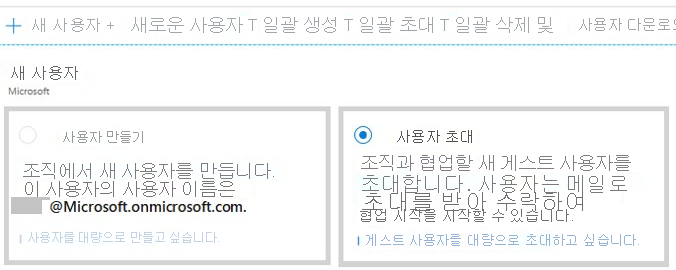 + 새 사용자 + 새로운 사용자 T 일괄 생성 T 일괄 초대 T 일괄 삭제 및 사용자 다운로드
새 사용자
Microsoft
사용자 만들기
조직에서 새 사용자를 만듭니다.
이 사용자의 사용자 이름은
@Microsoft.onmicrosoft.com.
사용자를 대량으로 만들고 싶습니다.
사용자 초대
조직과 협업할 새 게스트 사용자를
초대합니다. 사용자는 메일로
초대를 받아 수락하여
협업 시작을 시작할 수 있습니다.
게스트 사용자를 대량으로 초대하고 싶습니다.